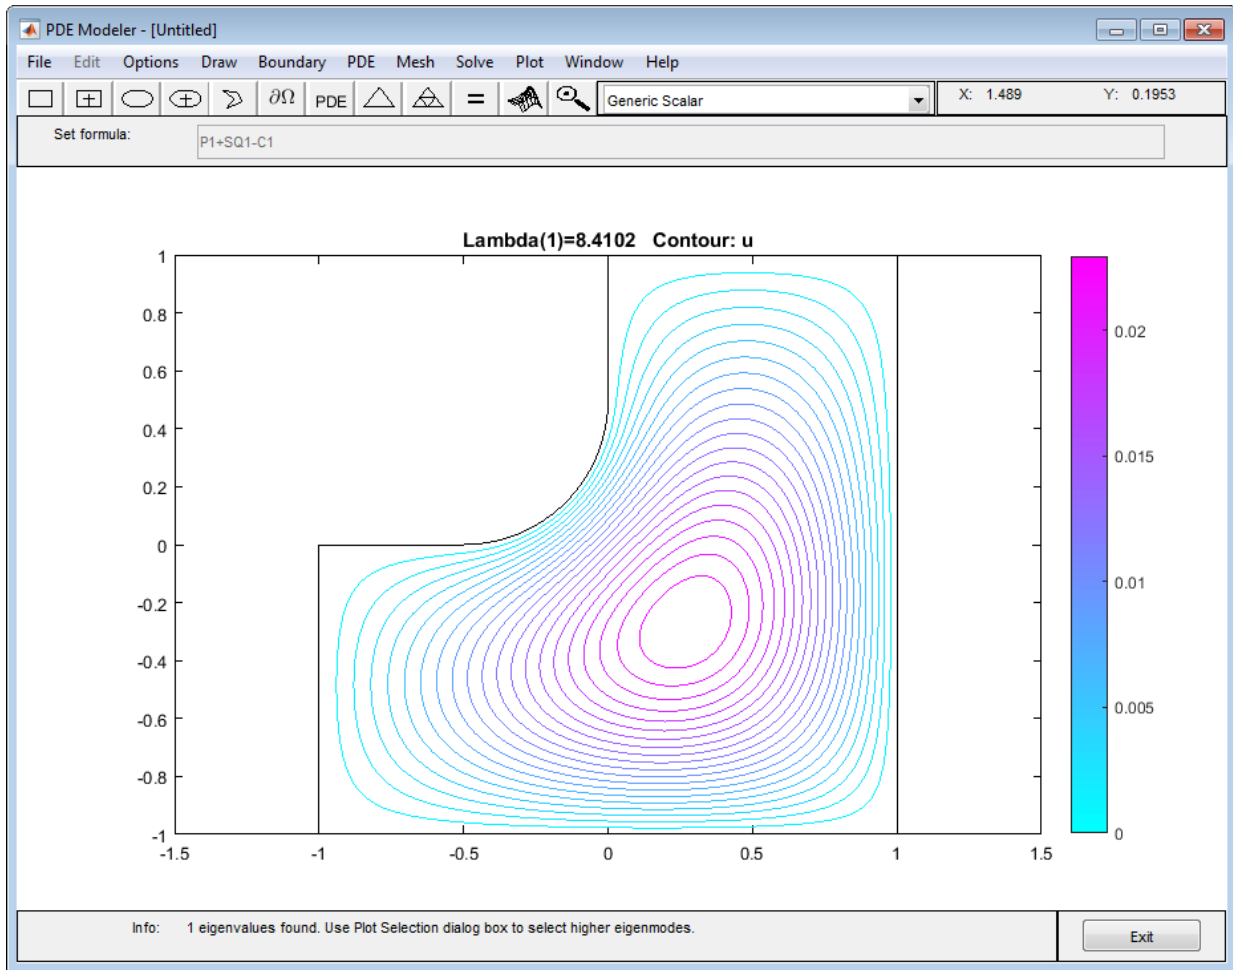 PDE Modeler - [Untitled]
File Edit Options Draw Boundary PDE Mesh Solve Plot Window Help
∂Ω PDE = Generic Scalar X: 1.489 Y: 0.1953
Set formula: P1+SQ1-C1
Lambda(1)=8.4102 Contour: u
1
0.8
0.6
0.4
0.2
0
-0.2
-0.4
-0.6
-0.8
-1
-1.5 -1 -0.5 0 0.5 1 1.5
0.02
0.015
0.01
0.005
0
Info: 1 eigenvalues found. Use Plot Selection dialog box to select higher eigenmodes.
Exit